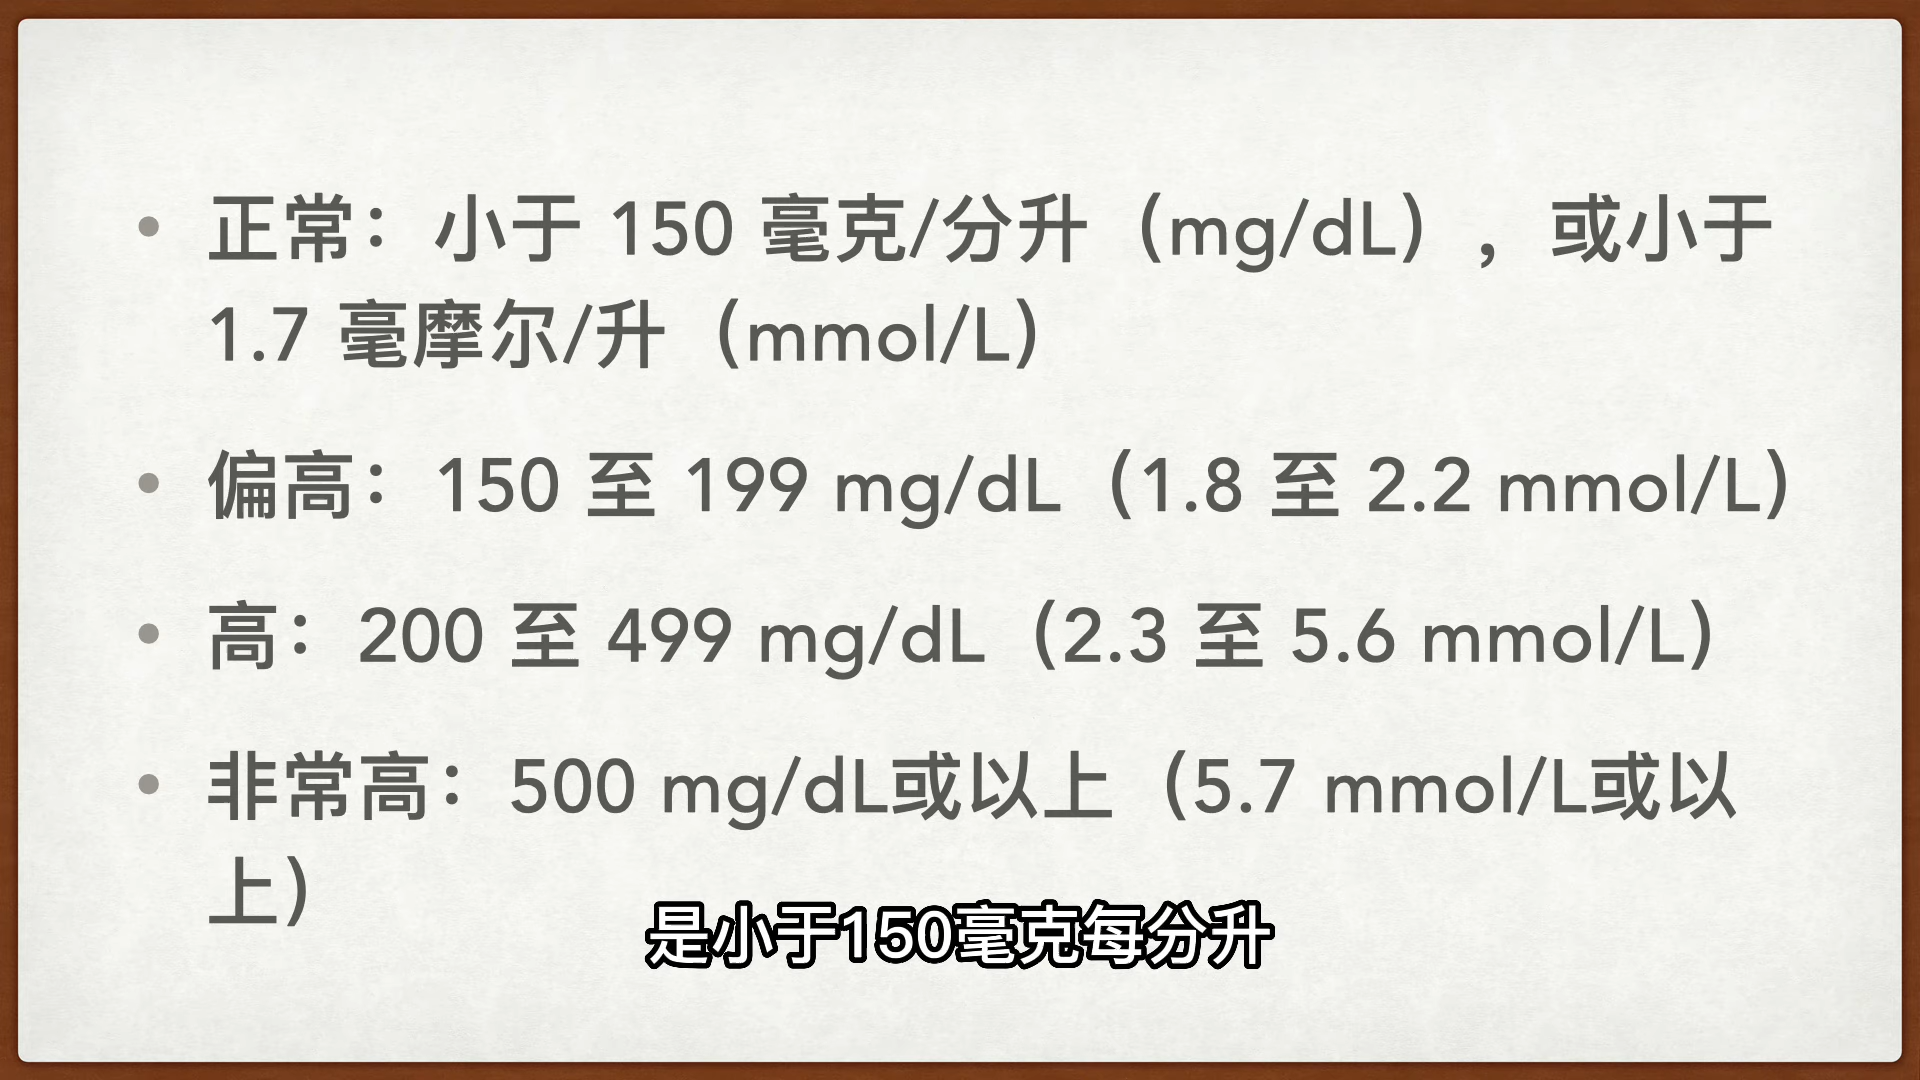 • 正常：小于 150 毫克/分升（mg/dL），或小于
1.7 毫摩尔/升（mmol/L）
• 偏高：150 至 199 mg/dL（1.8 至 2.2 mmol/L）
• 高：200 至 499 mg/dL（2.3 至 5.6 mmol/L）
• 非常高：500 mg/dL或以上（5.7 mmol/L或以
上）
是小于150毫克每分升